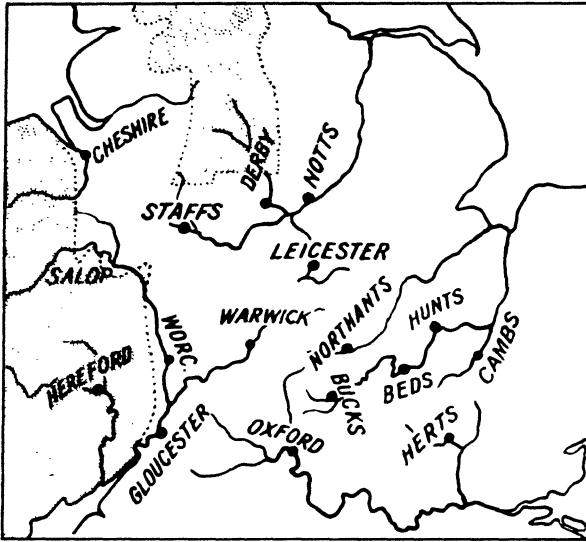 CHESHIRE
DERBY
NOTTS
STAFFS
LEICESTER
SALOP
WARWICK
NORTHANTS
HUNTS
WORC
CAMBS
HEREFORD
BUCKS
BEDS
GLOUCESTER
OXFORD
HERTS